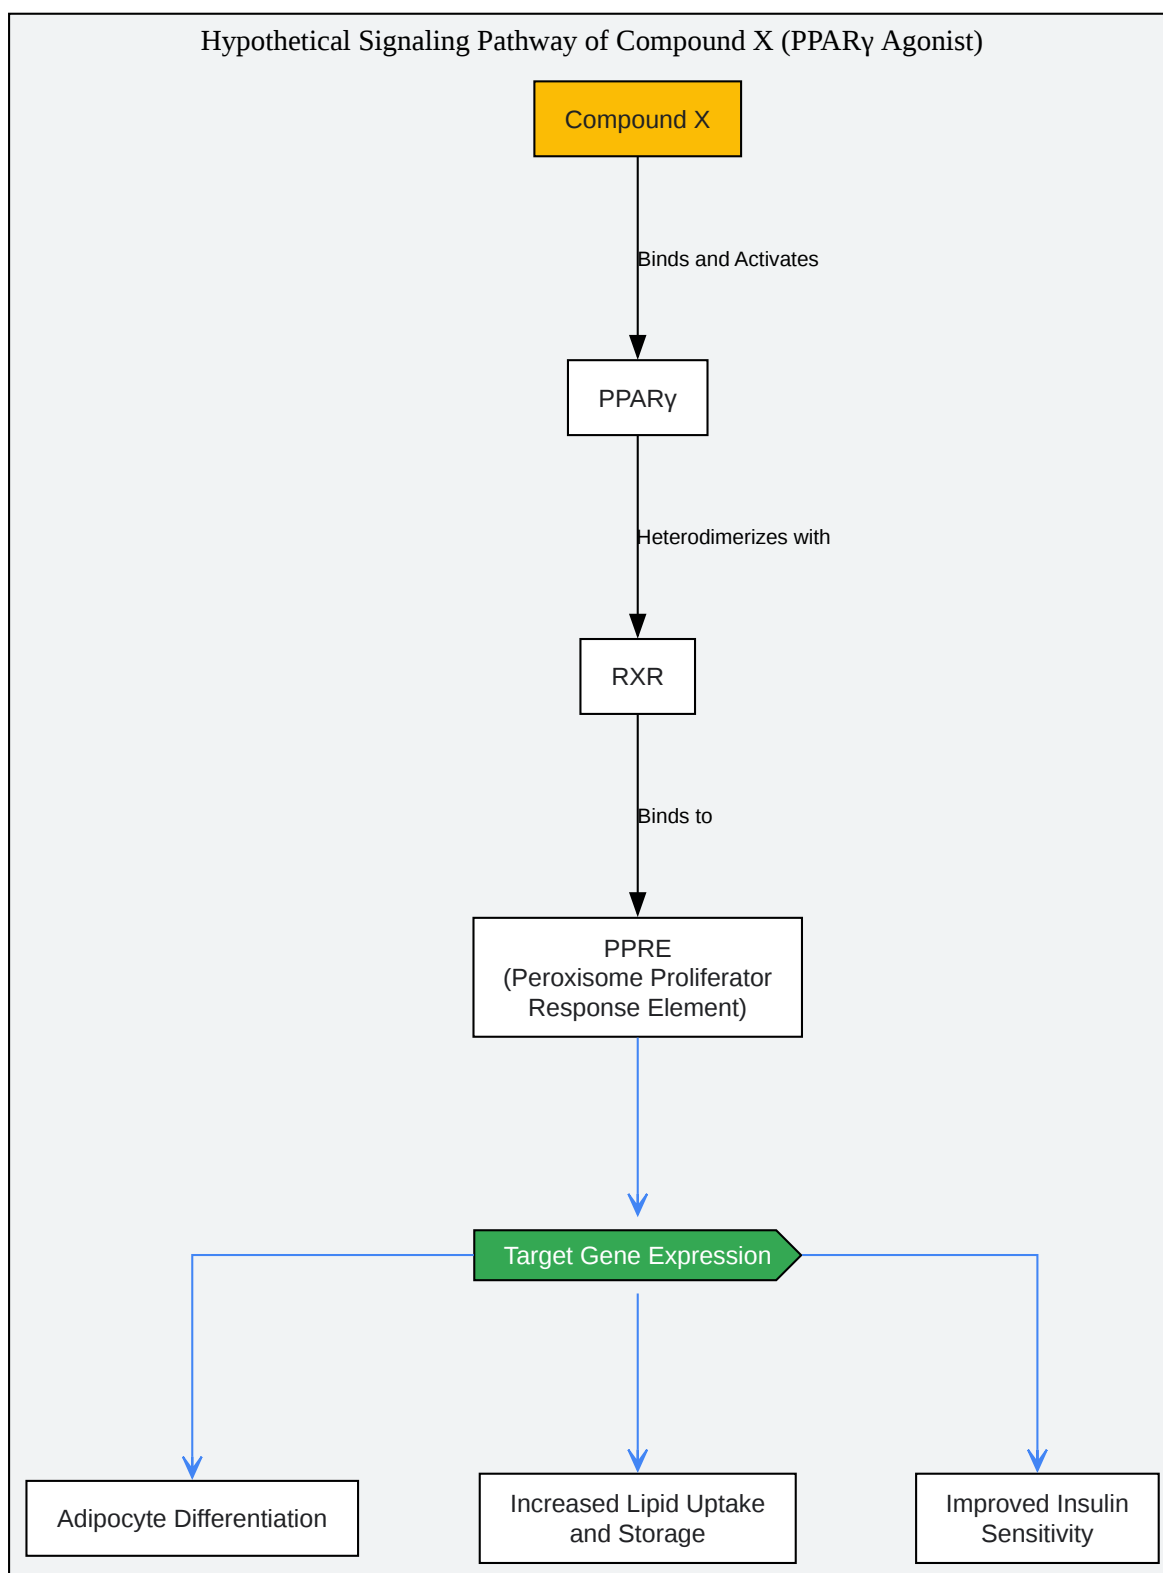 Hypothetical Signaling Pathway of Compound X (PPARγ Agonist)
Compound X
Binds and Activates
PPARγ
Heterodimerizes with
RXR
Binds to
PPRE
(Peroxisome Proliferator
Response Element)
Target Gene Expression
Adipocyte Differentiation
Increased Lipid Uptake
and Storage
Improved Insulin
Sensitivity